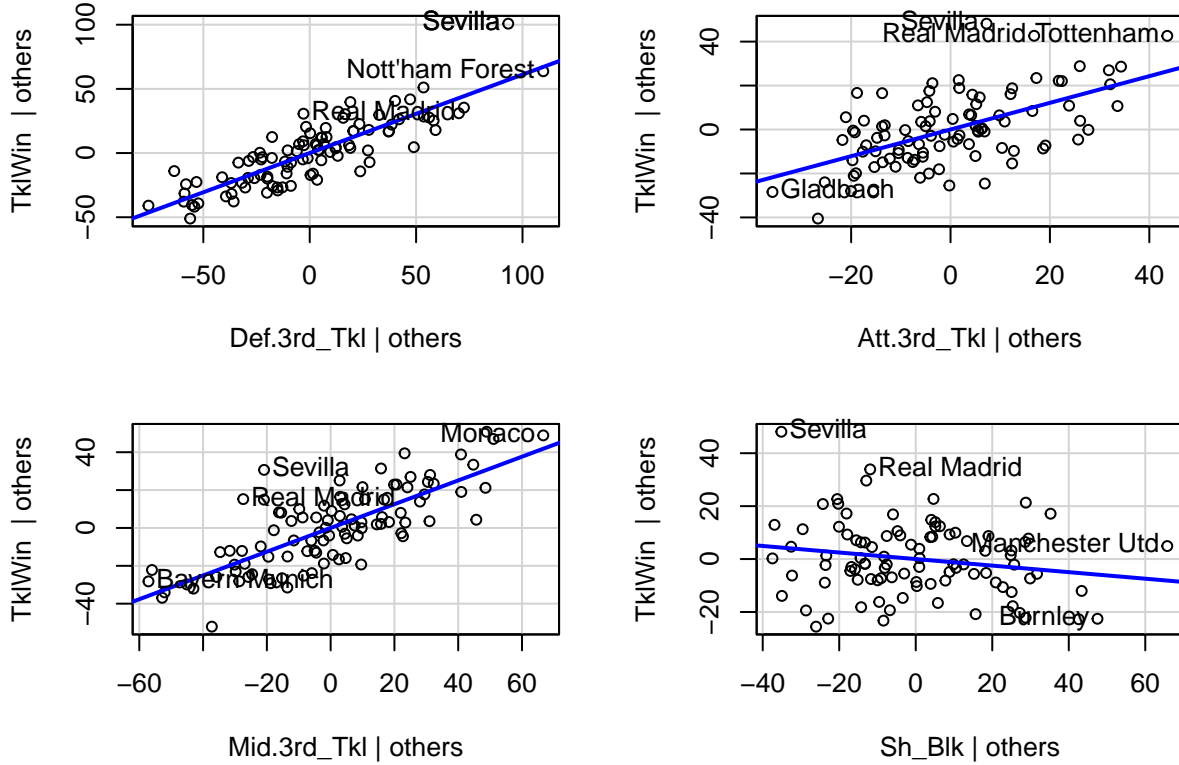 Sevilla
Nott'ham Forest
Real Madrid
−50 0 50 100
TklWin | others
−50 0 50 100
Def.3rd_Tkl | others
Sevilla
Real Madrid
Tottenham
Gladbach
−40 0 20 40
TklWin | others
−20 0 20 40
Att.3rd_Tkl | others
Monaco
Sevilla
Real Madrid
Bayern Munich
−40 0 20 40
TklWin | others
−60 −20 0 20 40 60
Mid.3rd_Tkl | others
Sevilla
Real Madrid
Manchester Utd
Burnley
−20 0 20 40
TklWin | others
−40 −20 0 20 40 60
Sh_Blk | others